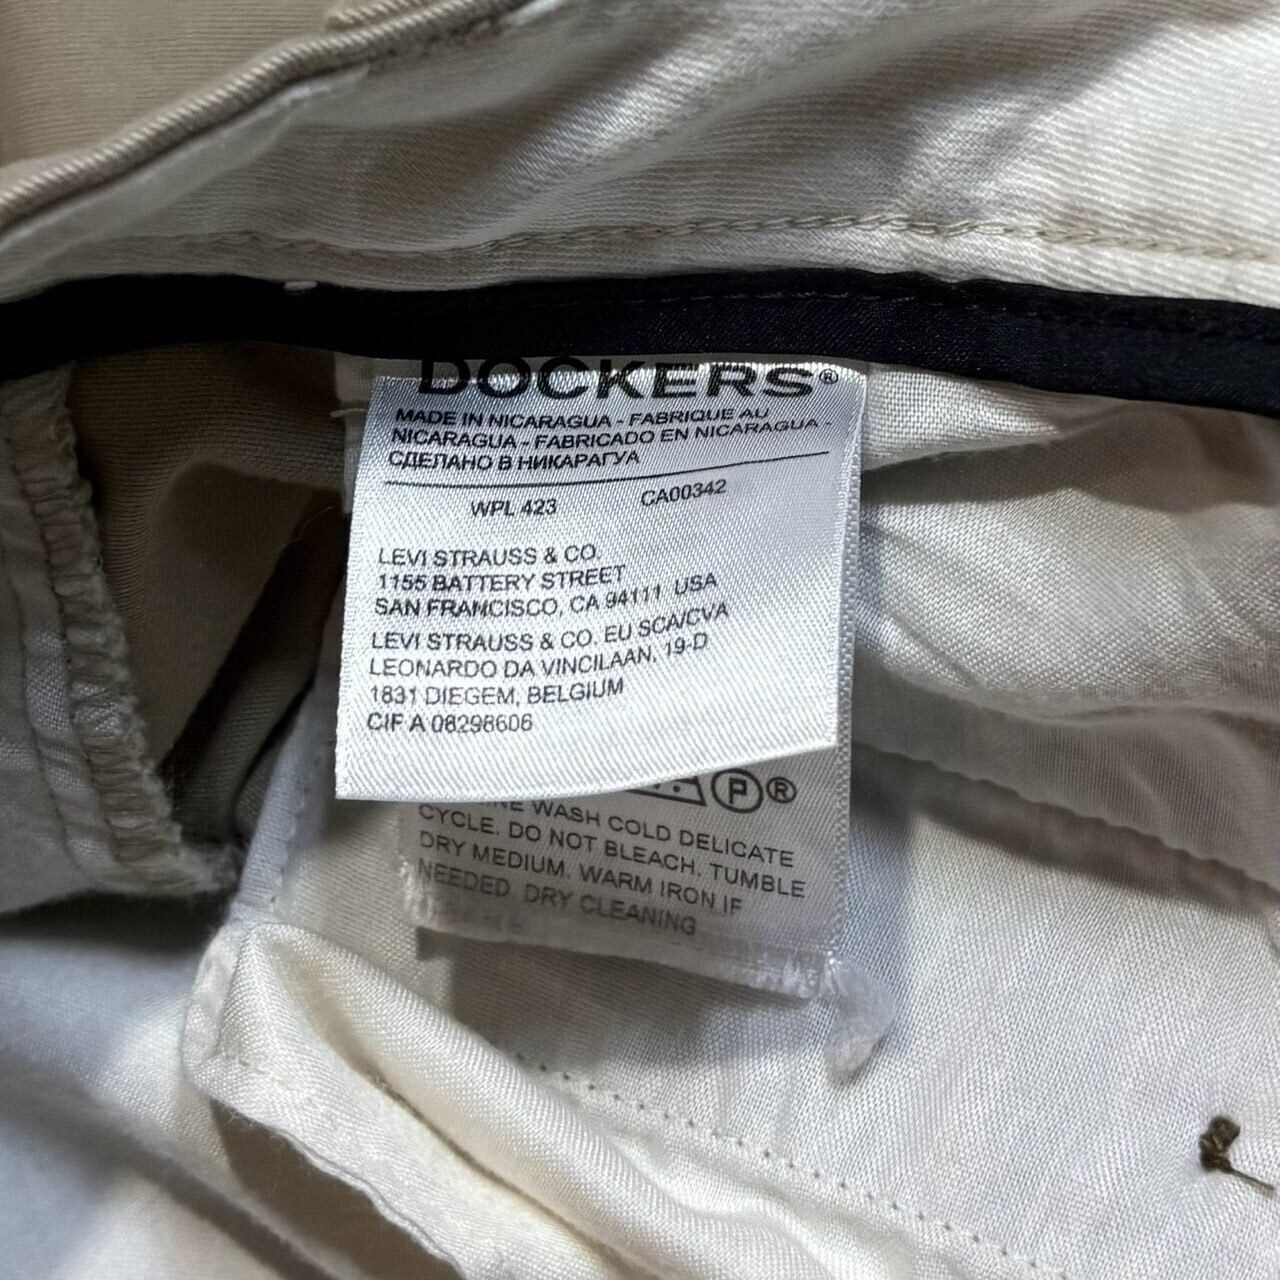 DOCKERS®
MADE IN NICARAGUA - FABRIQUE AU
NICARAGUA - FABRICADO EN NICARAGUA -
СДЕЛАНО В НИКАРАГУА
WPL 423 CA00342
LEVI STRAUSS & CO.
1155 BATTERY STREET
SAN FRANCISCO, CA 94111 USA
LEVI STRAUSS & CO. EU SCA/CVA
LEONARDO DA VINCILAAN, 19-D
1831 DIEGEM, BELGIUM
CIF A 08298606
P ®
WASH COLD DELICATE
CYCLE. DO NOT BLEACH, TUMBLE
DRY MEDIUM. WARM IRON IF
NEEDED DRY CLEANING